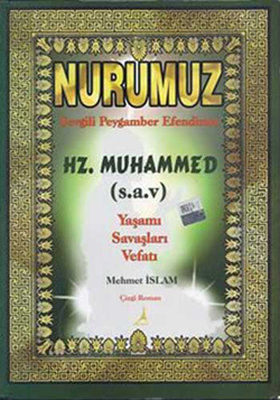 NURUMUZ
Sevgili Peygamber Efendimiz
HZ. MUHAMMED
(s.a.v)
Yaşamı
Savaşları
Vefatı
Mehmet İSLAM
Çizgi Roman